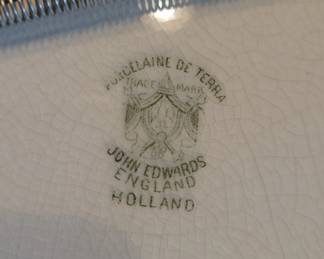 PORCELAINE DE TERRA
TRADE MARK
JOHN EDWARDS
ENGLAND
HOLLAND